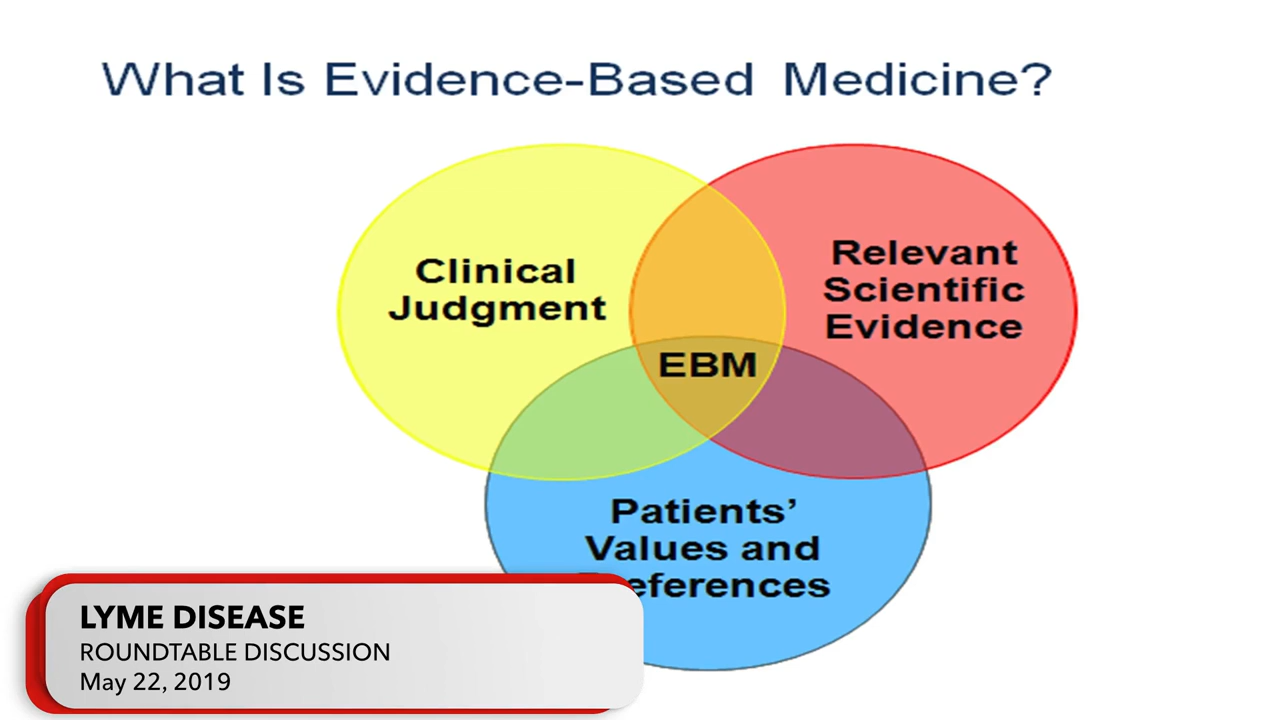 What Is Evidence-Based Medicine?
Clinical
Judgment
Relevant
Scientific
Evidence
EBM
Patients’
Values and
LYME DISEASE
ROUNDTABLE DISCUSSION
May 22, 2019